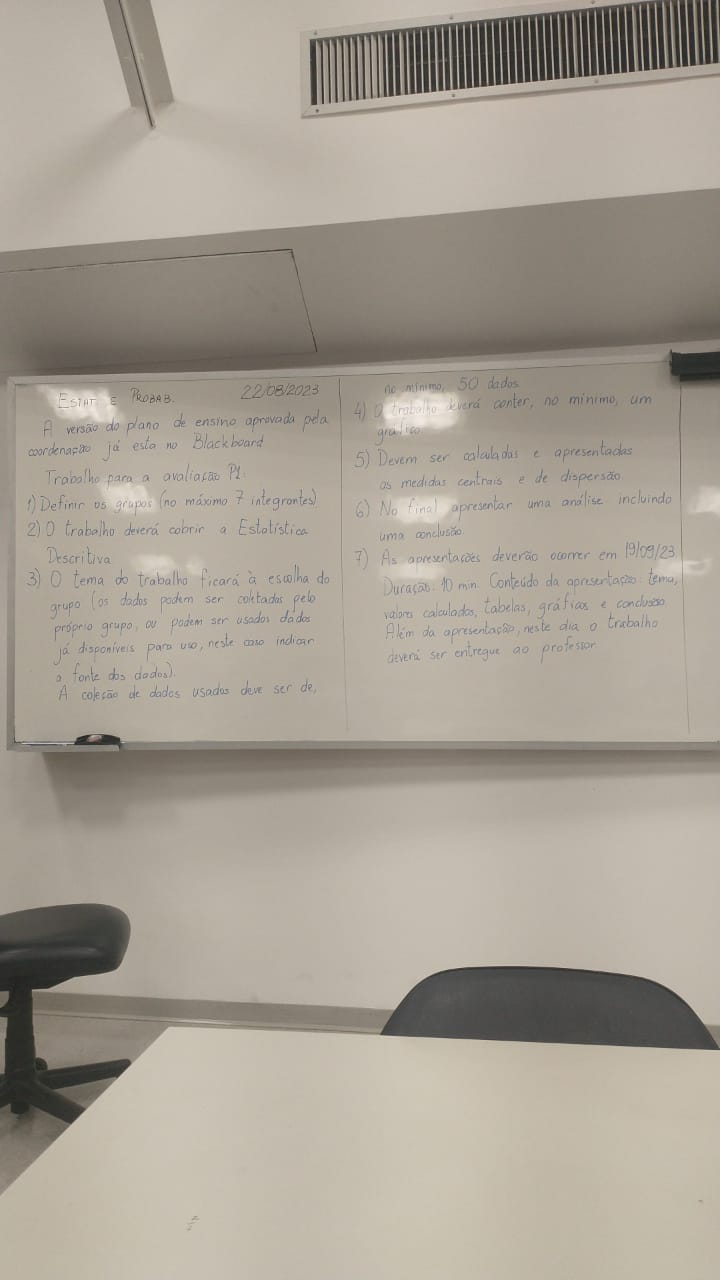 ESTAT E PROBAB. 22/08/2023
A versão do plano de ensino aprovada pela
coordenação já esta no Blackboard
Trabalho para a avaliação P1:
1) Definir os grupos (no máximo 7 integrantes)
2) O trabalho deverá cobrir a Estatística
Descritiva
3) O tema do trabalho ficará à escolha do
grupo (os dados podem ser coletados pelo
próprio grupo, ou podem ser usados dados
já disponíveis para uso, neste caso indicar
a fonte dos dados).
A coleção de dados usados deve ser de,
no mínimo, 50 dados
4) O trabalho deverá conter, no mínimo, um
gráfico.
5) Devem ser calculadas e apresentadas
as medidas centrais e de dispersão.
6) No final apresentar uma análise incluindo
uma conclusão.
7) As apresentações deverão ocorrer em 19/09/23
Duração: 10 min. Conteúdo da apresentação: tema,
valores calculados, tabelas, gráficos e conclusão.
Além da apresentação, neste dia o trabalho
deverá ser entregue ao professor.